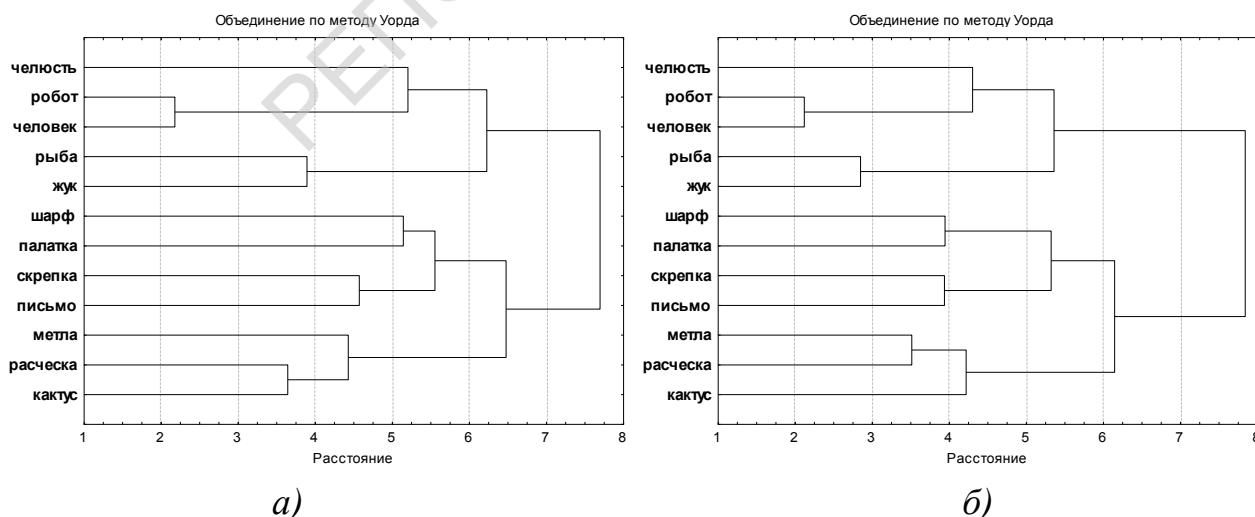 Объединение по методу Уорда
челюсть
робот
человек
рыба
жук
шарф
палатка
скрепка
письмо
метла
расческа
кактус
1 2 3 4 5 6 7 8
Расстояние
а)
Объединение по методу Уорда
челюсть
робот
человек
рыба
жук
шарф
палатка
скрепка
письмо
метла
расческа
кактус
1 2 3 4 5 6 7 8
Расстояние
б)